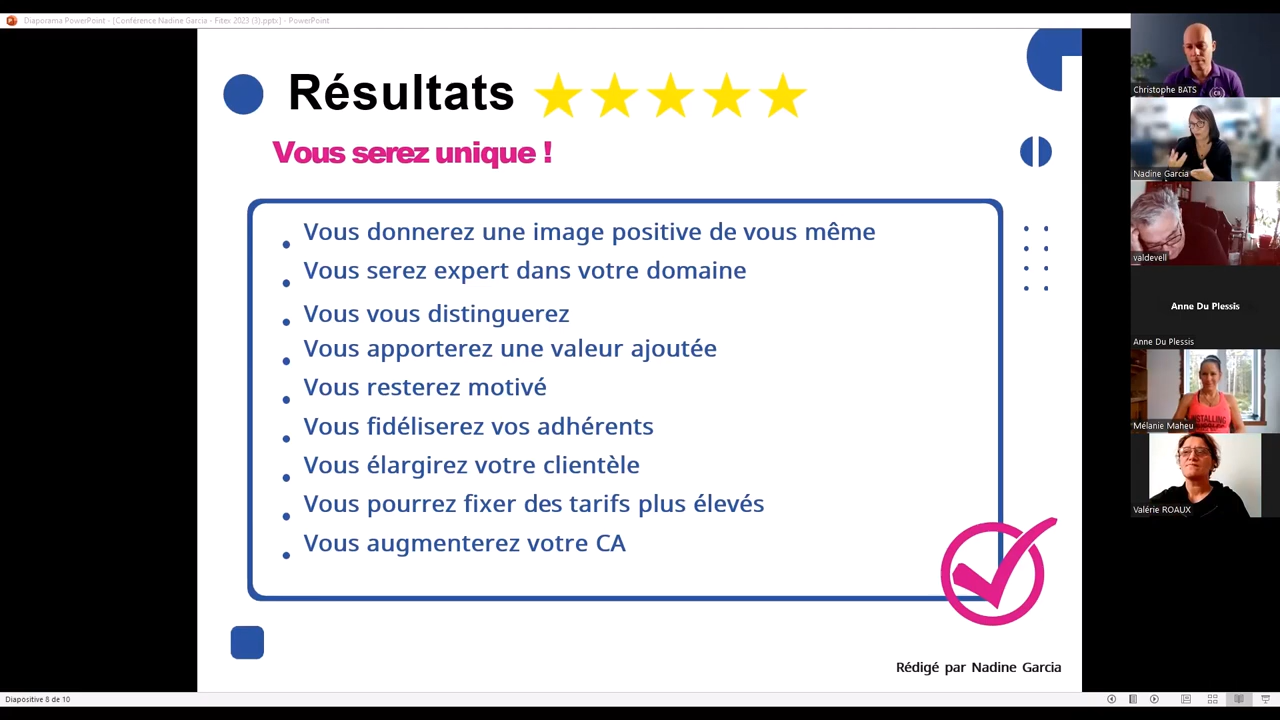 Diaporama PowerPoint - [Conférence Nadine Garcia - Fitex 2023 (3).pptx] - PowerPoint
Résultats
Vous serez unique !
Vous donnerez une image positive de vous même
Vous serez expert dans votre domaine
Vous vous distinguerez
Vous apporterez une valeur ajoutée
Vous resterez motivé
Vous fidéliserez vos adhérents
Vous élargirez votre clientèle
Vous pourrez fixer des tarifs plus élevés
Vous augmenterez votre CA
Rédigé par Nadine Garcia
Diapositive 8 de 10
Christophe BATS
Nadine Garcia
valdevell
Anne Du Plessis
Anne Du Plessis
Mélanie Maheu
Valérie ROAUX